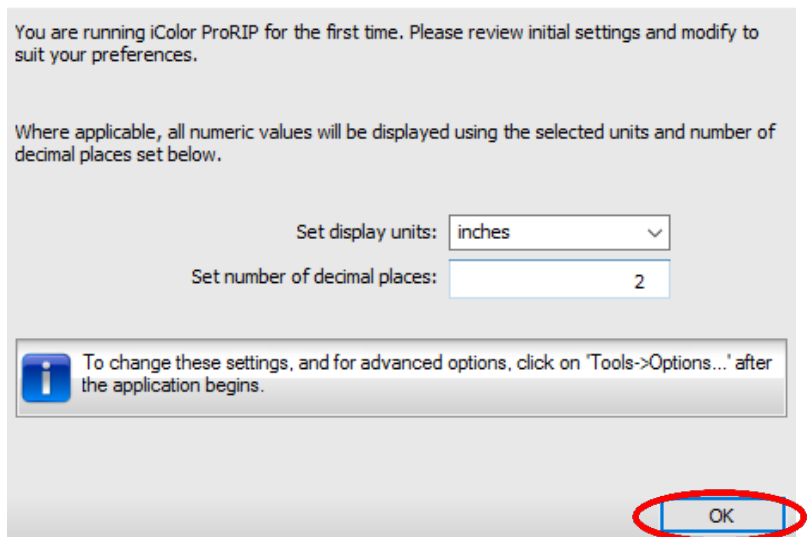 You are running iColor ProRIP for the first time. Please review initial settings and modify to
suit your preferences.
Where applicable, all numeric values will be displayed using the selected units and number of
decimal places set below.
Set display units: inches
Set number of decimal places: 2
To change these settings, and for advanced options, click on 'Tools->Options...' after
the application begins.
OK